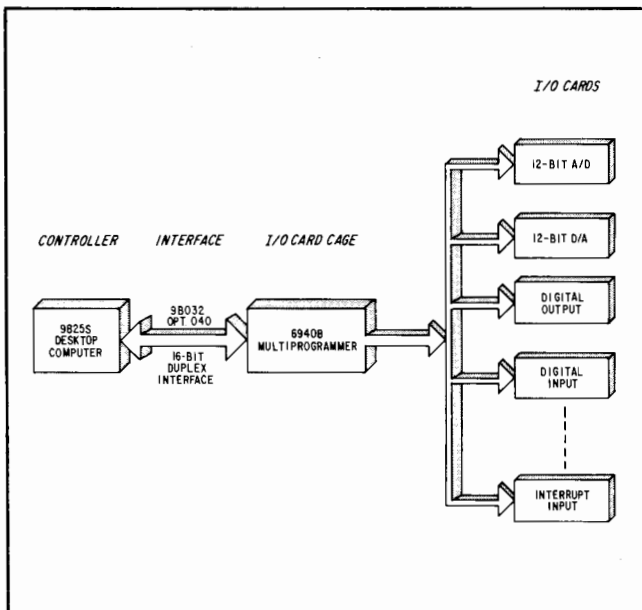 I/O CARDS
12-BIT A/D
12-BIT D/A
CONTROLLER
INTERFACE
I/O CARD CAGE
9825S
DESKTOP
COMPUTER
98032
OPT 040
16-BIT
DUPLEX
INTERFACE
6940B
MULTIPROGRAMMER
DIGITAL
OUTPUT
DIGITAL
INPUT
INTERRUPT
INPUT